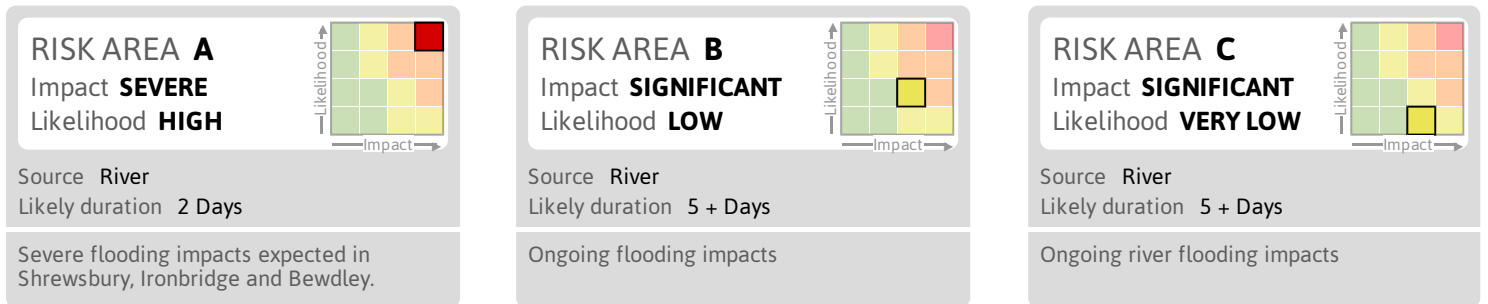 RISK AREA A
Impact SEVERE
Likelihood HIGH
Likelihood
Impact
Source River
Likely duration 2 Days
Severe flooding impacts expected in
Shrewsbury, Ironbridge and Bewdley.
RISK AREA B
Impact SIGNIFICANT
Likelihood LOW
Likelihood
Impact
Source River
Likely duration 5 + Days
Ongoing flooding impacts
RISK AREA C
Impact SIGNIFICANT
Likelihood VERY LOW
Likelihood
Impact
Source River
Likely duration 5 + Days
Ongoing river flooding impacts